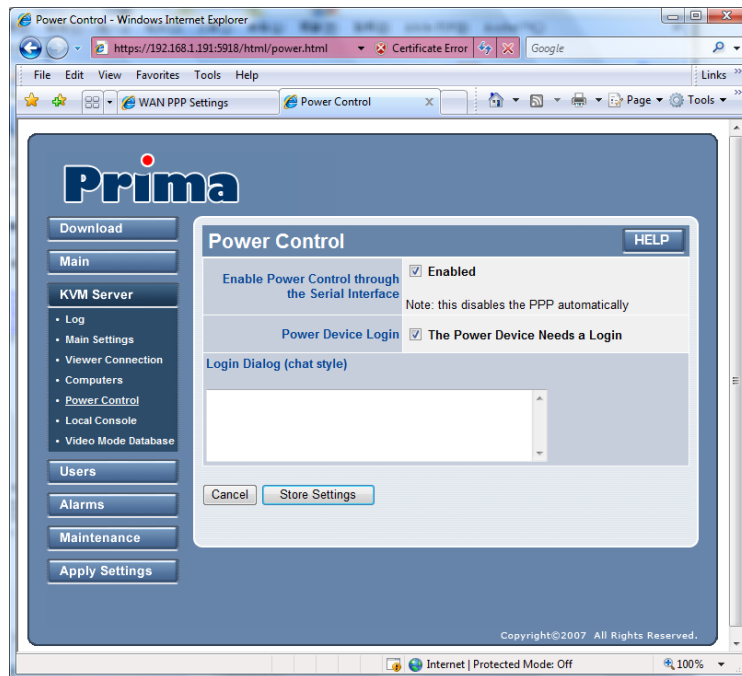 Power Control - Windows Internet Explorer
https://192.168.1.191:5918/html/power.html
Certificate Error
Google
File Edit View Favorites Tools Help
Links
WAN PPP Settings
Power Control
Page
Tools
Prima
Download
Main
KVM Server
• Log
• Main Settings
• Viewer Connection
• Computers
• Power Control
• Local Console
• Video Mode Database
Users
Alarms
Maintenance
Apply Settings
Power Control
HELP
Enable Power Control through
the Serial Interface
Enabled
Note: this disables the PPP automatically
Power Device Login
The Power Device Needs a Login
Login Dialog (chat style)
Cancel
Store Settings
Copyright©2007 All Rights Reserved.
Internet | Protected Mode: Off
100%